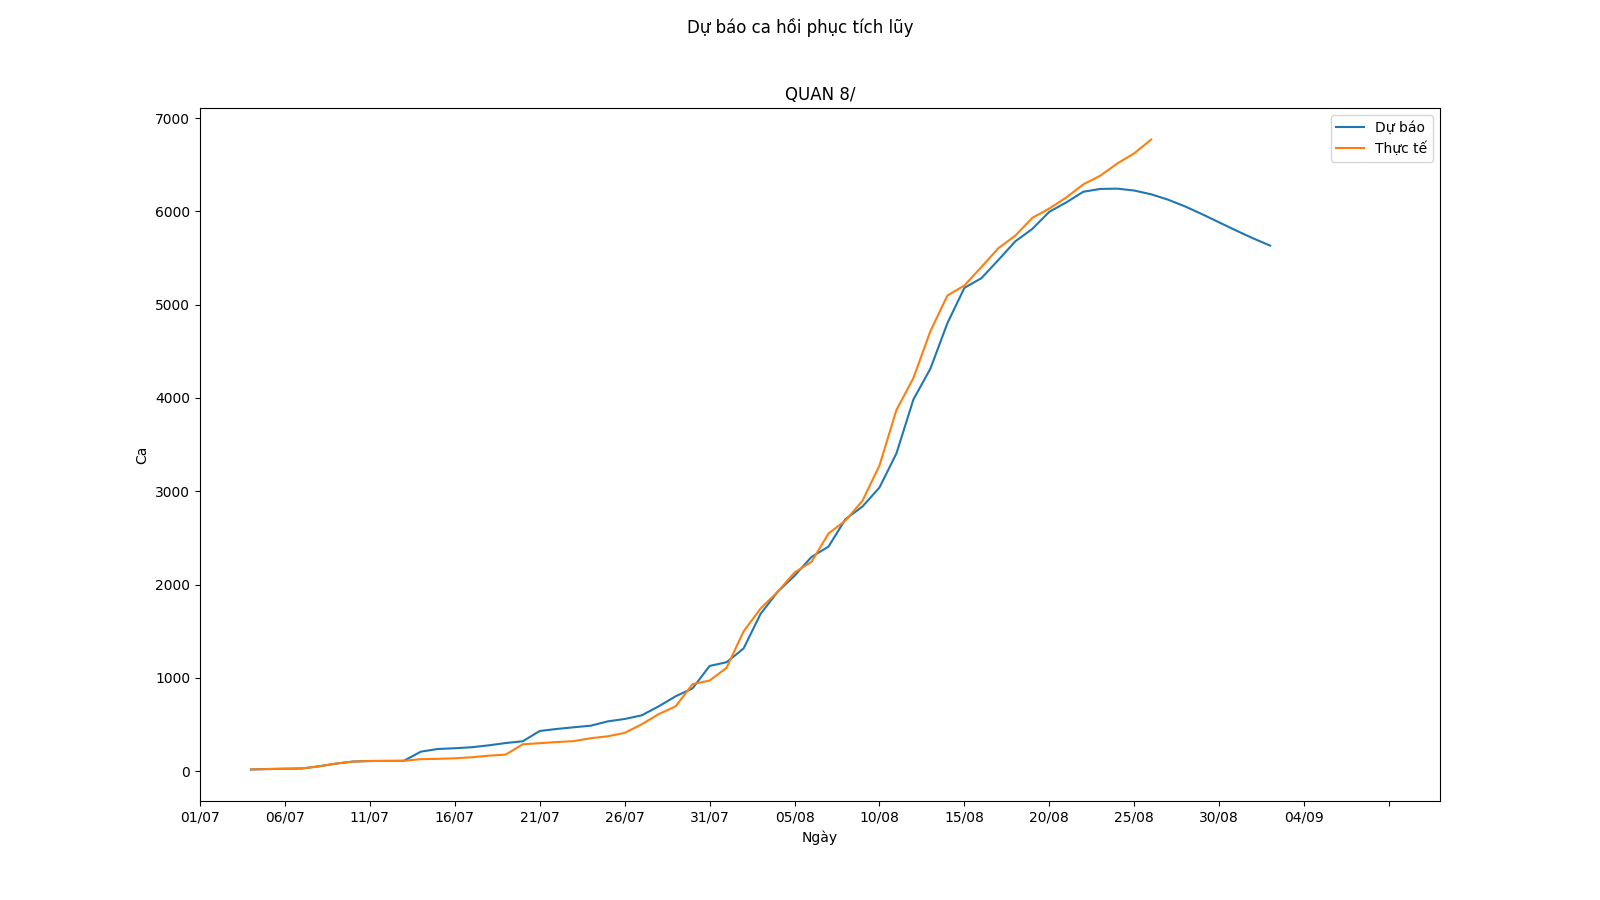 Dự báo ca hồi phục tích lũy
QUAN 8/
Dự báo
Thực tế
7000
6000
5000
4000
3000
2000
1000
0
Ca
01/07 06/07 11/07 16/07 21/07 26/07 31/07 05/08 10/08 15/08 20/08 25/08 30/08 04/09
Ngày